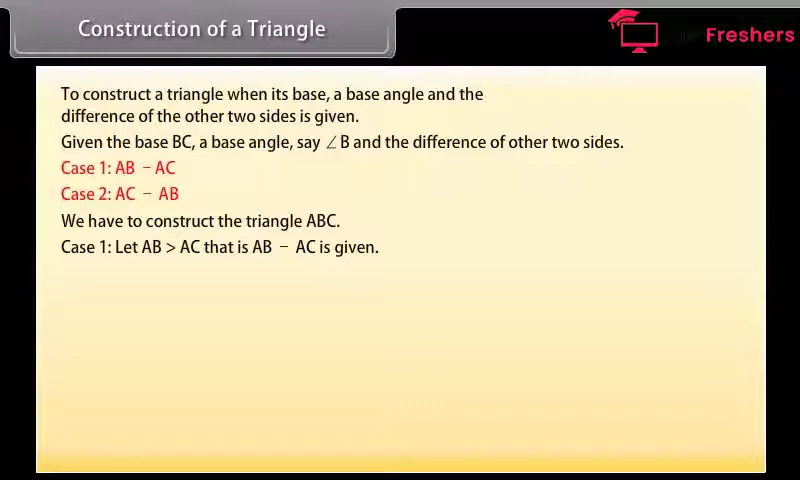 Construction of a Triangle
Freshers
To construct a triangle when its base, a base angle and the
difference of the other two sides is given.
Given the base BC, a base angle, say ∠B and the difference of other two sides.
Case 1: AB − AC
Case 2: AC − AB
We have to construct the triangle ABC.
Case 1: Let AB > AC that is AB − AC is given.